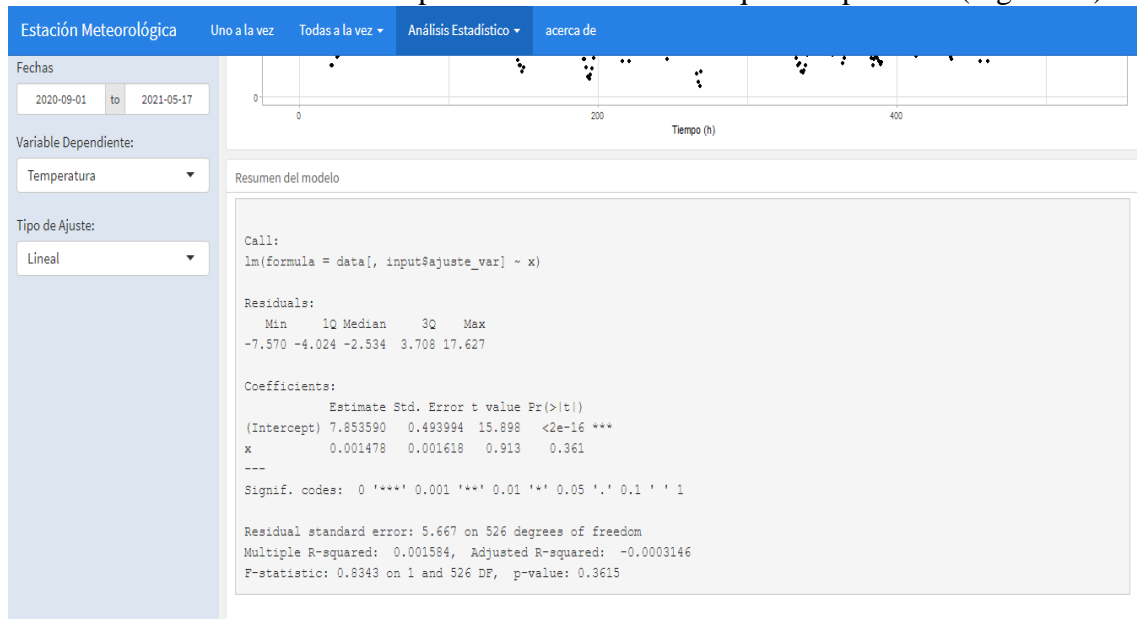 Estación Meteorológica Uno a la vez Todas a la vez Análisis Estadístico acerca de
Fechas
2020-09-01 to 2021-05-17
Variable Dependiente:
Temperatura
Tipo de Ajuste:
Lineal
0
0 200 400
Tiempo (h)
Resumen del modelo
Call:
lm(formula = data[, input$ajuste_var] ~ x)
Residuals:
Min 1Q Median 3Q Max
-7.570 -4.024 -2.534 3.708 17.627
Coefficients:
Estimate Std. Error t value Pr(>|t|)
(Intercept) 7.853590 0.493994 15.898 <2e-16 ***
x 0.001478 0.001618 0.913 0.361
---
Signif. codes: 0 '***' 0.001 '**' 0.01 '*' 0.05 '.' 0.1 ' ' 1
Residual standard error: 5.667 on 526 degrees of freedom
Multiple R-squared: 0.001584, Adjusted R-squared: -0.0003146
F-statistic: 0.8343 on 1 and 526 DF, p-value: 0.3615